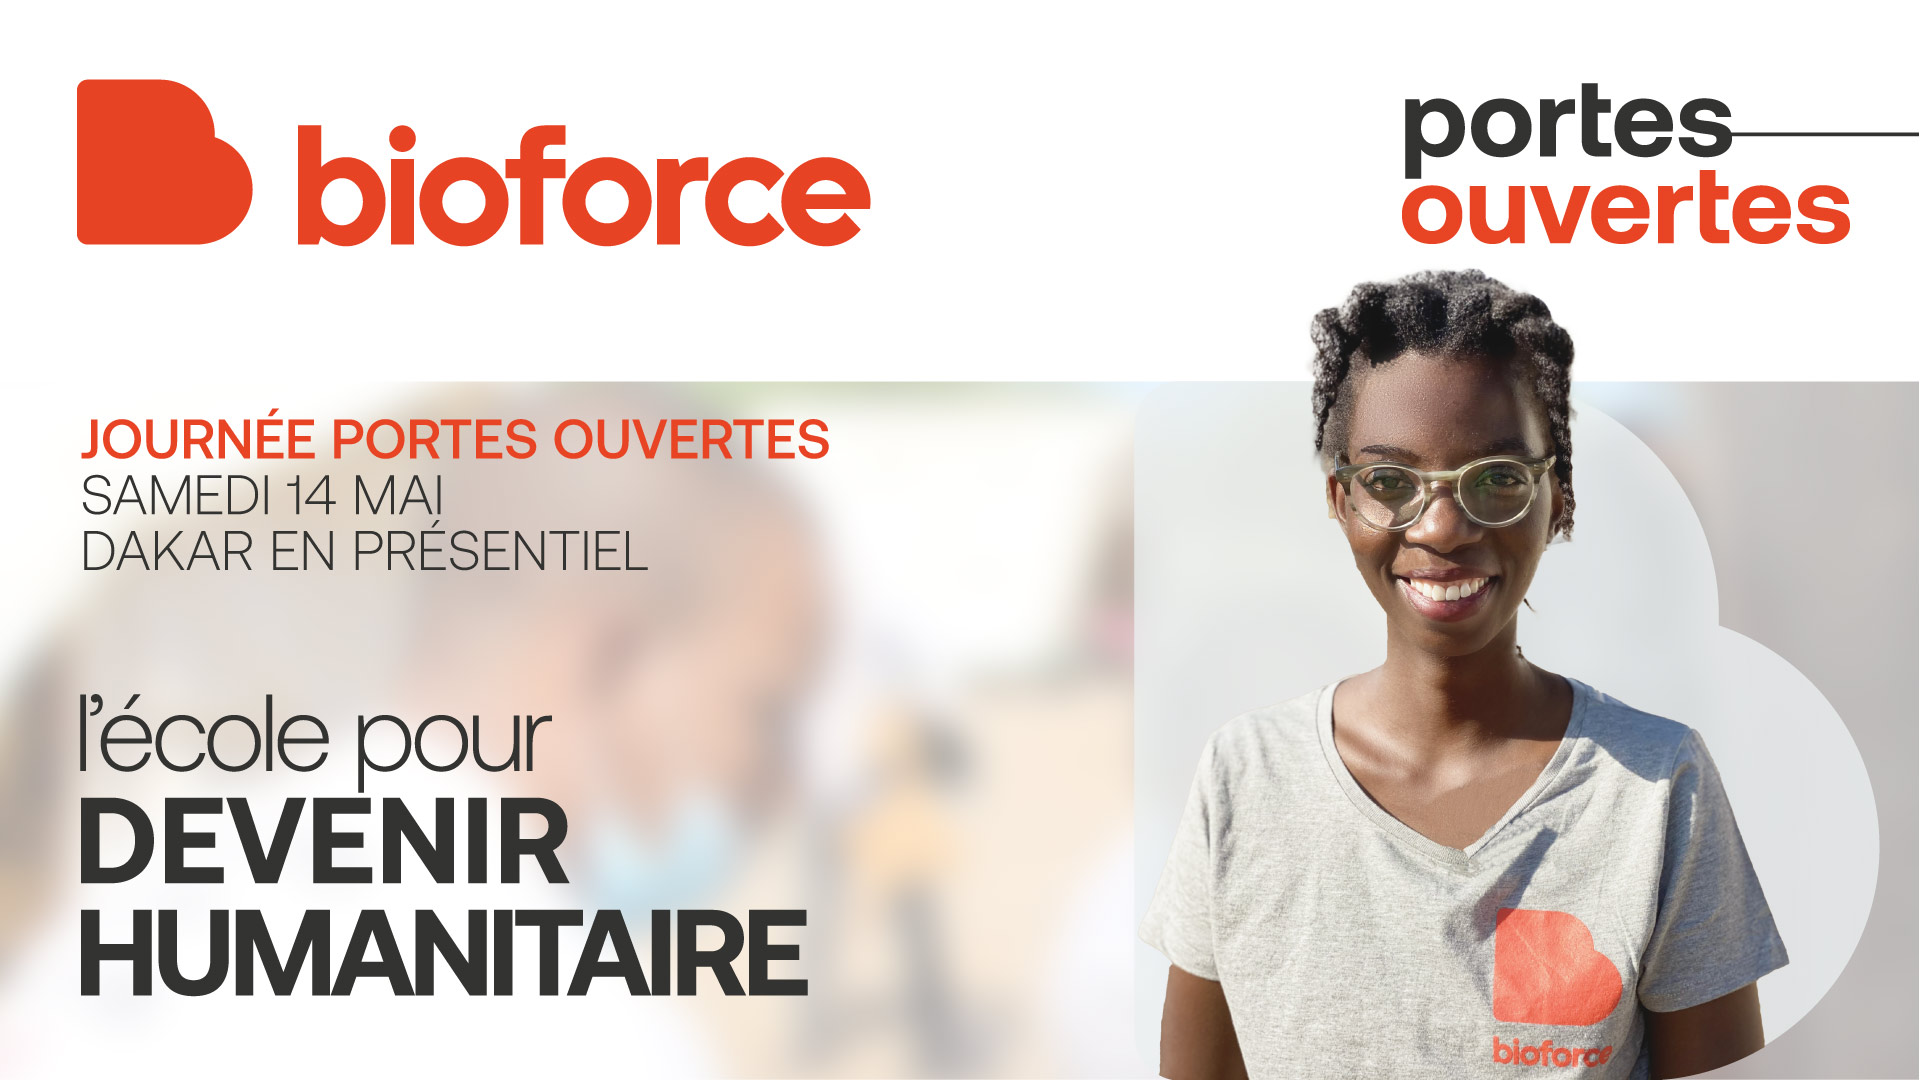 bioforce
portes
ouvertes
JOURNÉE PORTES OUVERTES
SAMEDI 14 MAI
DAKAR EN PRÉSENTIEL
l'école pour
DEVENIR
HUMANITAIRE
bioforce